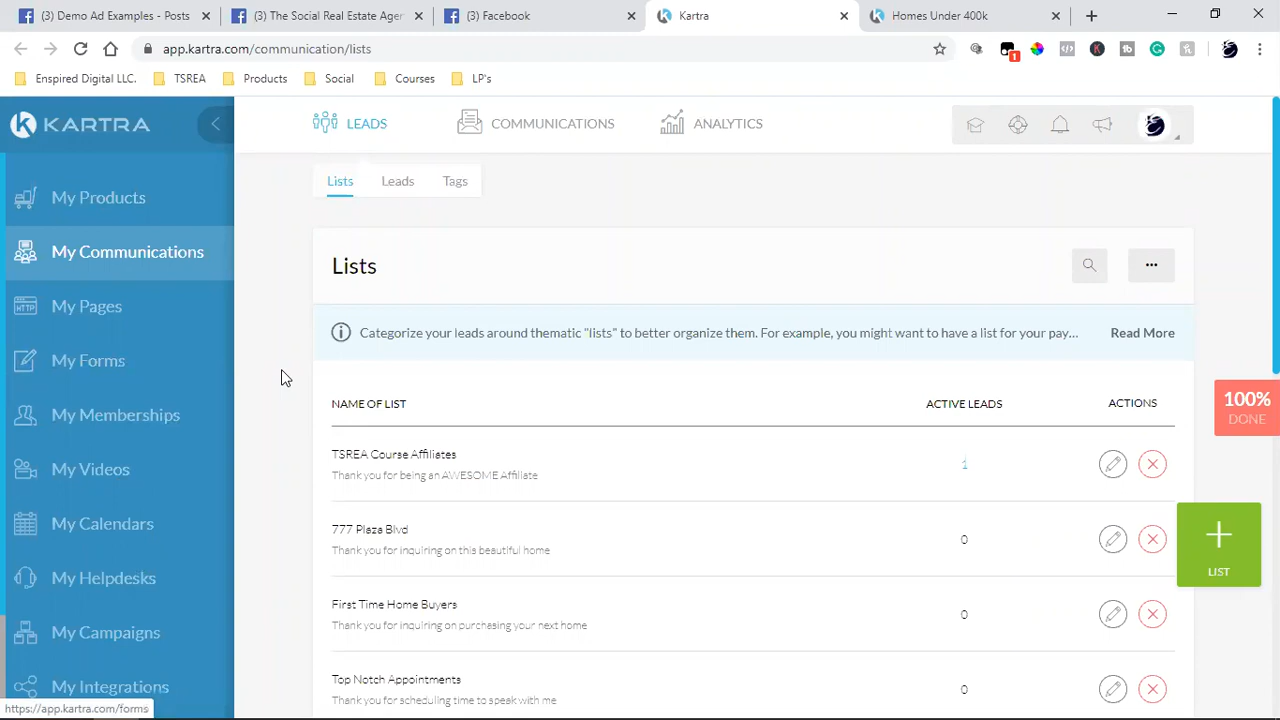 (3) Demo Ad Examples - Posts
(3) The Social Real Estate Agen
(3) Facebook
Kartra
Homes Under 400k
app.kartra.com/communication/lists
1
Enspired Digital LLC.
TSREA
Products
Social
Courses
LP's
KARTRA
LEADS
COMMUNICATIONS
ANALYTICS
My Products
My Communications
My Pages
My Forms
My Memberships
My Videos
My Calendars
My Helpdesks
My Campaigns
My Integrations
https://app.kartra.com/forms
Lists
Leads
Tags
Lists
Categorize your leads around thematic "lists" to better organize them. For example, you might want to have a list for your pay...
Read More
NAME OF LIST
ACTIVE LEADS
ACTIONS
TSREA Course Affiliates
Thank you for being an AWESOME Affiliate
1
777 Plaza Blvd
Thank you for inquiring on this beautiful home
0
First Time Home Buyers
Thank you for inquiring on purchasing your next home
0
Top Notch Appointments
Thank you for scheduling time to speak with me
0
100%
DONE
LIST